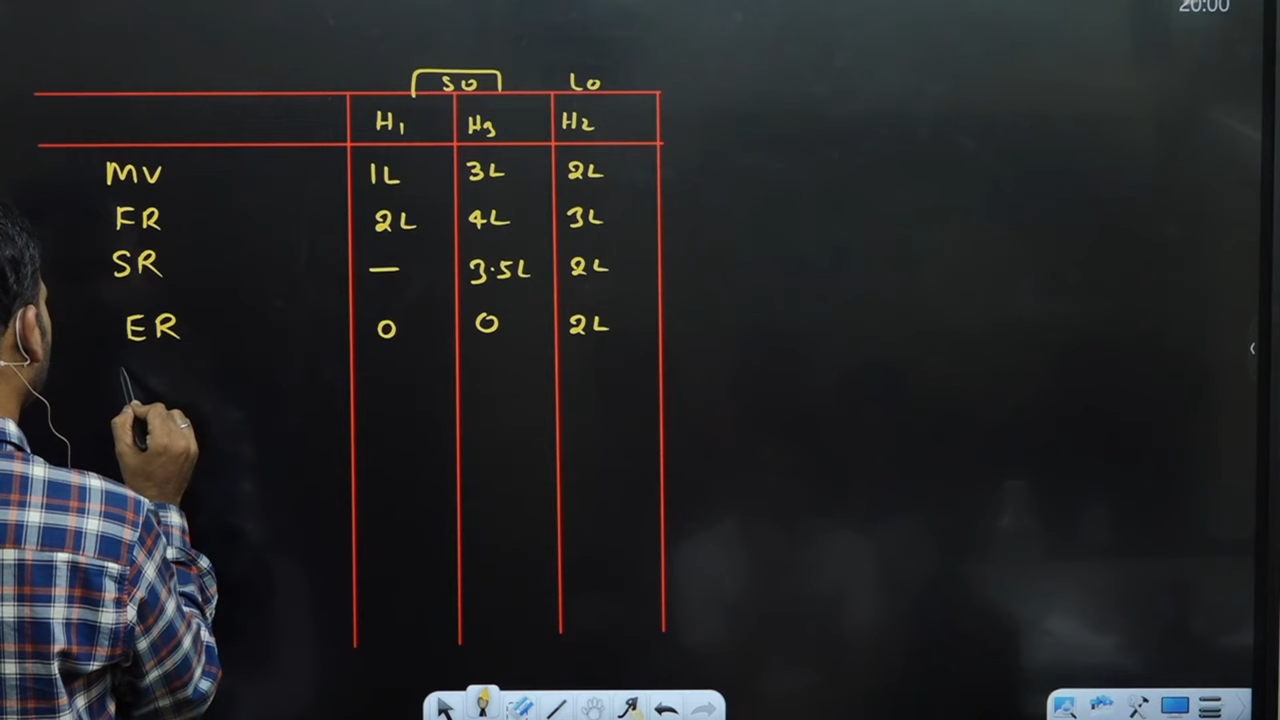 20:00
SO LO
H1 H3 H2
MV 1L 3L 2L
FR 2L 4L 3L
SR — 3.5L 2L
ER 0 0 2L